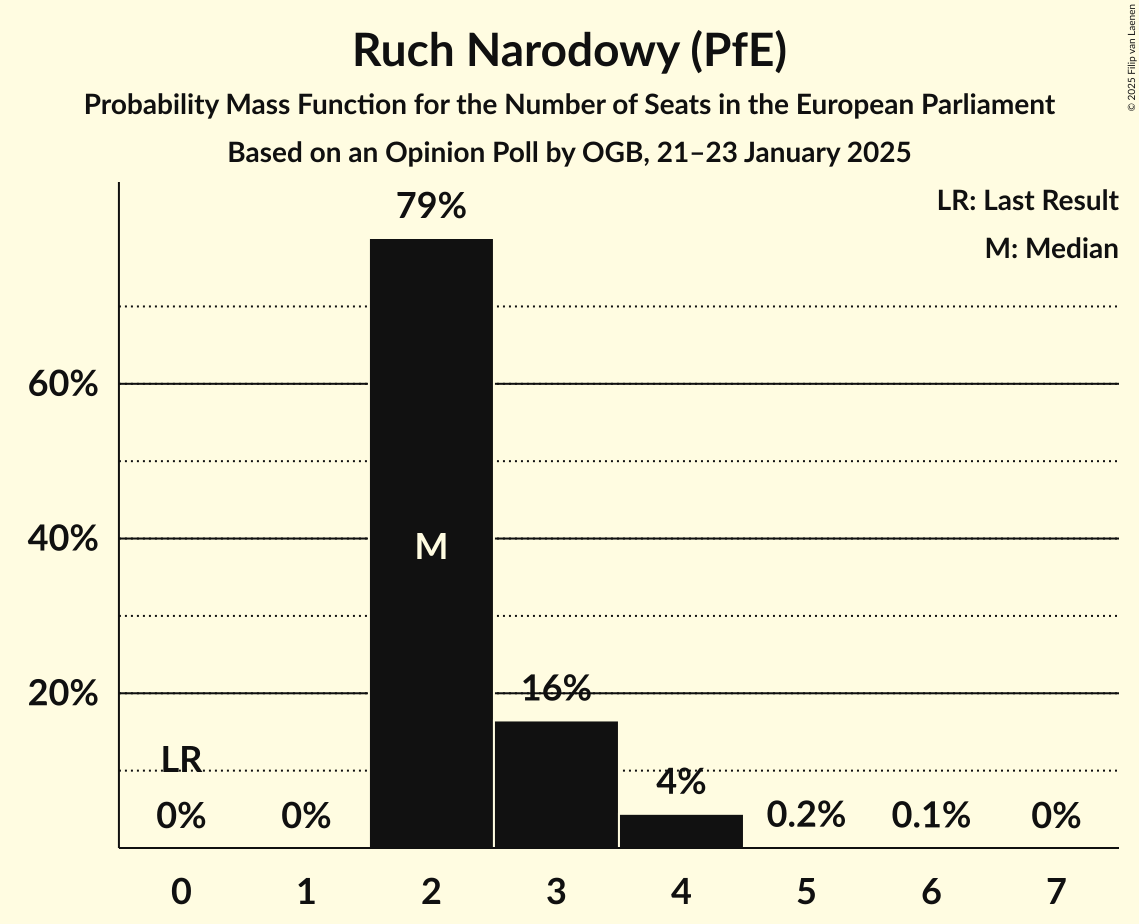 Ruch Narodowy (PfE)
Probability Mass Function for the Number of Seats in the European Parliament
Based on an Opinion Poll by OGB, 21–23 January 2025
© 2025 Filip van Laenen
LR: Last Result
M: Median
79%
60%
40%
20%
M
16%
LR
4%
0%
0%
0.2%
0.1%
0%
0 1 2 3 4 5 6 7